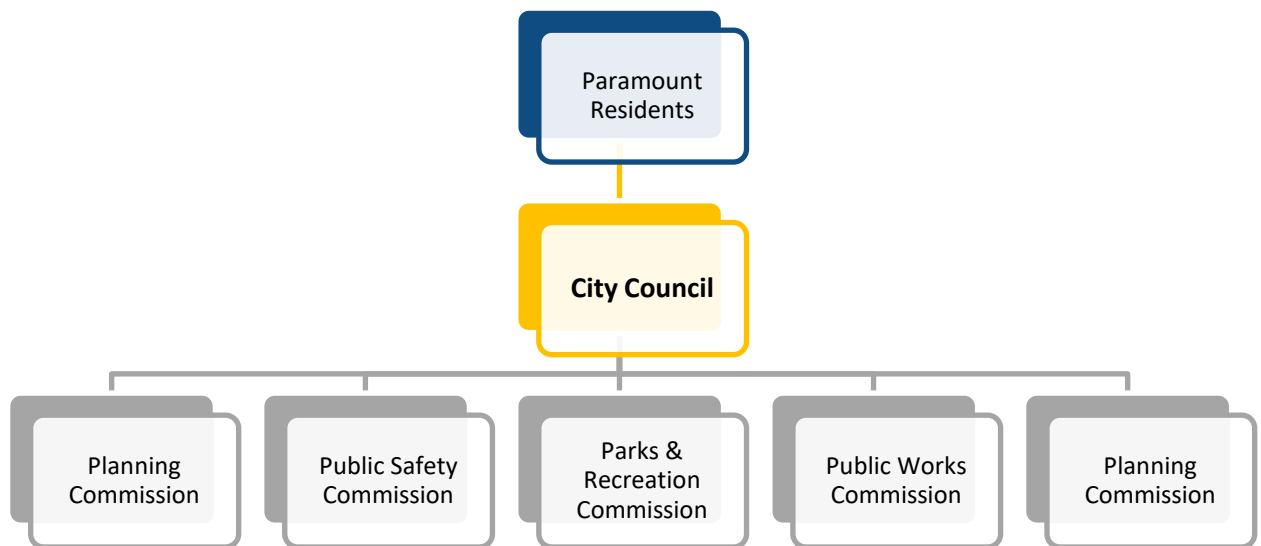 Paramount
Residents
City Council
Planning
Commission
Public Safety
Commission
Parks &
Recreation
Commission
Public Works
Commission
Planning
Commission